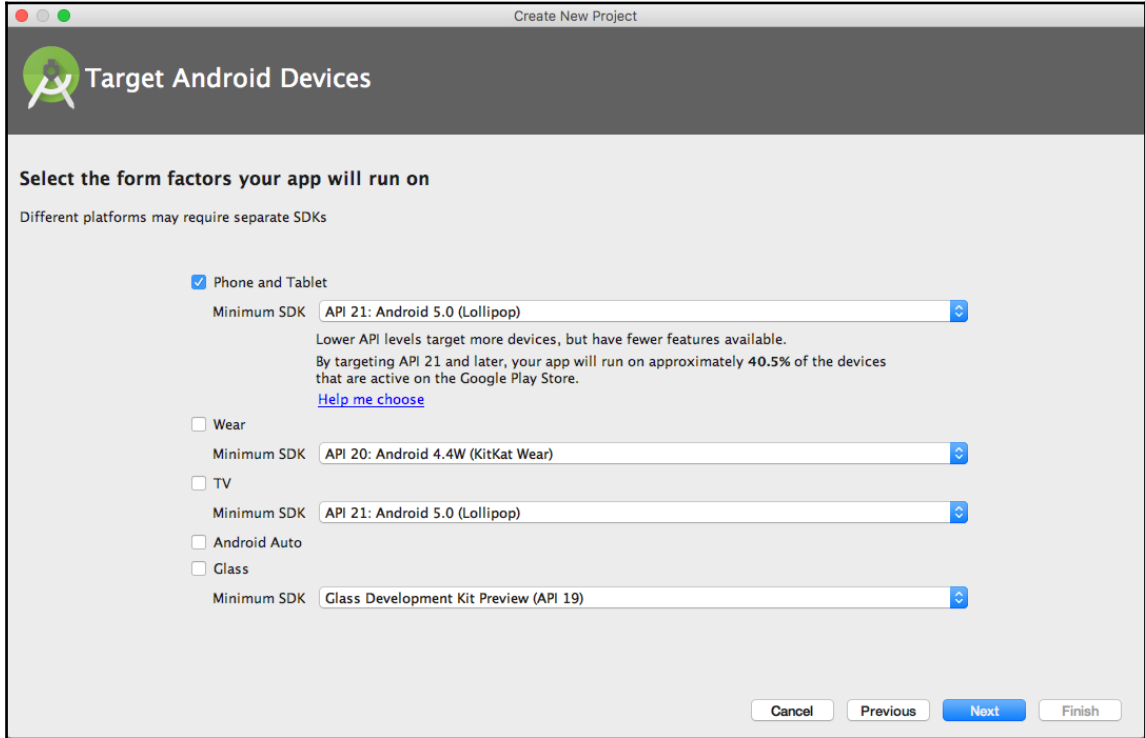 Create New Project
Target Android Devices
Select the form factors your app will run on
Different platforms may require separate SDKs
Phone and Tablet
Minimum SDK API 21: Android 5.0 (Lollipop)
Lower API levels target more devices, but have fewer features available.
By targeting API 21 and later, your app will run on approximately 40.5% of the devices
that are active on the Google Play Store.
Help me choose
Wear
Minimum SDK API 20: Android 4.4W (KitKat Wear)
TV
Minimum SDK API 21: Android 5.0 (Lollipop)
Android Auto
Glass
Minimum SDK Glass Development Kit Preview (API 19)
Cancel Previous Next Finish